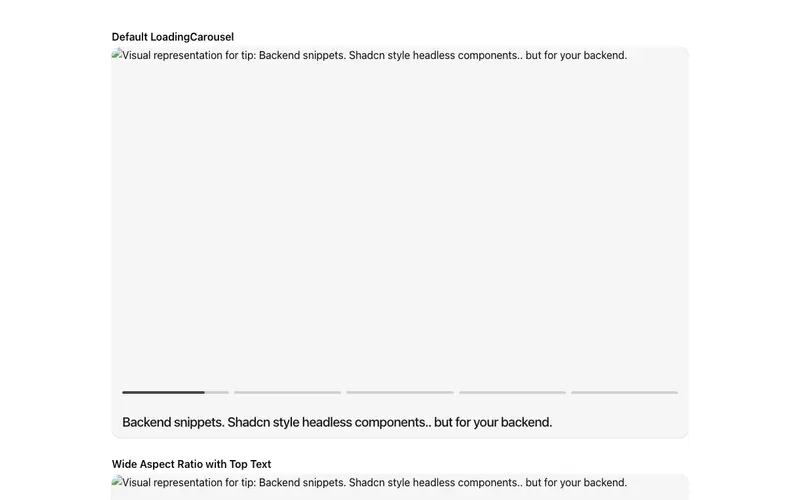 Default LoadingCarousel
Visual representation for tip: Backend snippets. Shadcn style headless components.. but for your backend.
Backend snippets. Shadcn style headless components.. but for your backend.
Wide Aspect Ratio with Top Text
Visual representation for tip: Backend snippets. Shadcn style headless components.. but for your backend.